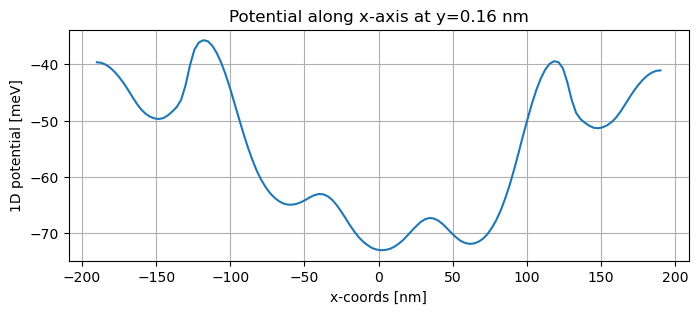 Potential along x-axis at y=0.16 nm
1D potential [meV]
−40
−50
−60
−70
−200 −150 −100 −50 0 50 100 150 200
x-coords [nm]